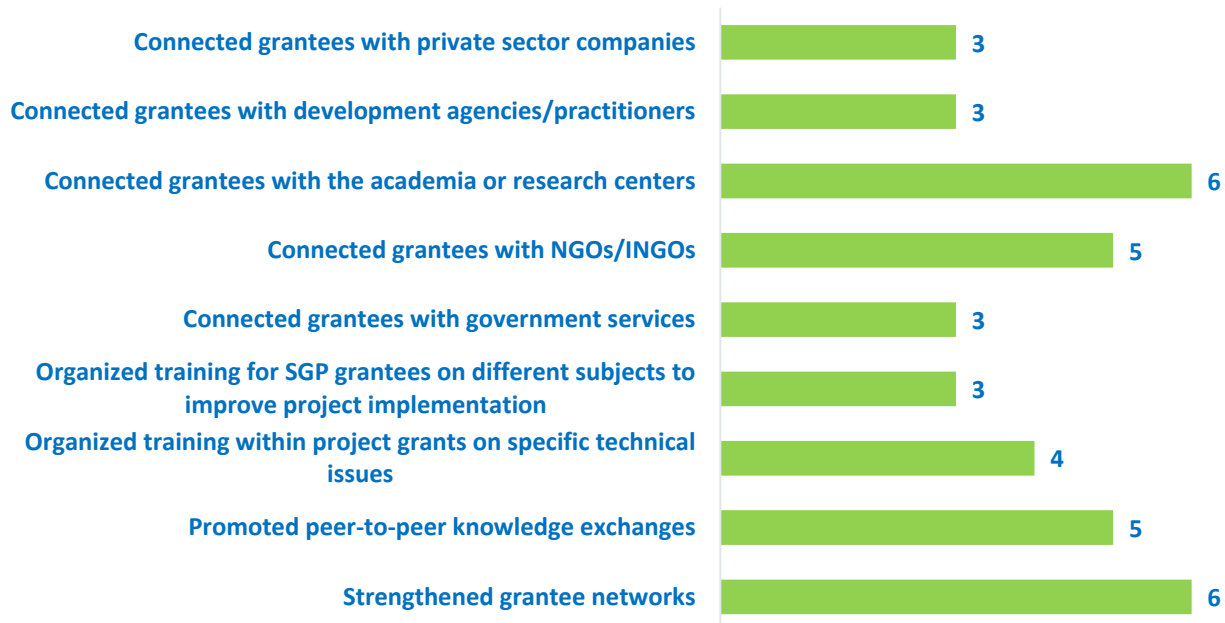 Connected grantees with private sector companies 3
Connected grantees with development agencies/practitioners 3
Connected grantees with the academia or research centers 6
Connected grantees with NGOs/INGOs 5
Connected grantees with government services 3
Organized training for SGP grantees on different subjects to
improve project implementation 3
Organized training within project grants on specific technical
issues 4
Promoted peer-to-peer knowledge exchanges 5
Strengthened grantee networks 6